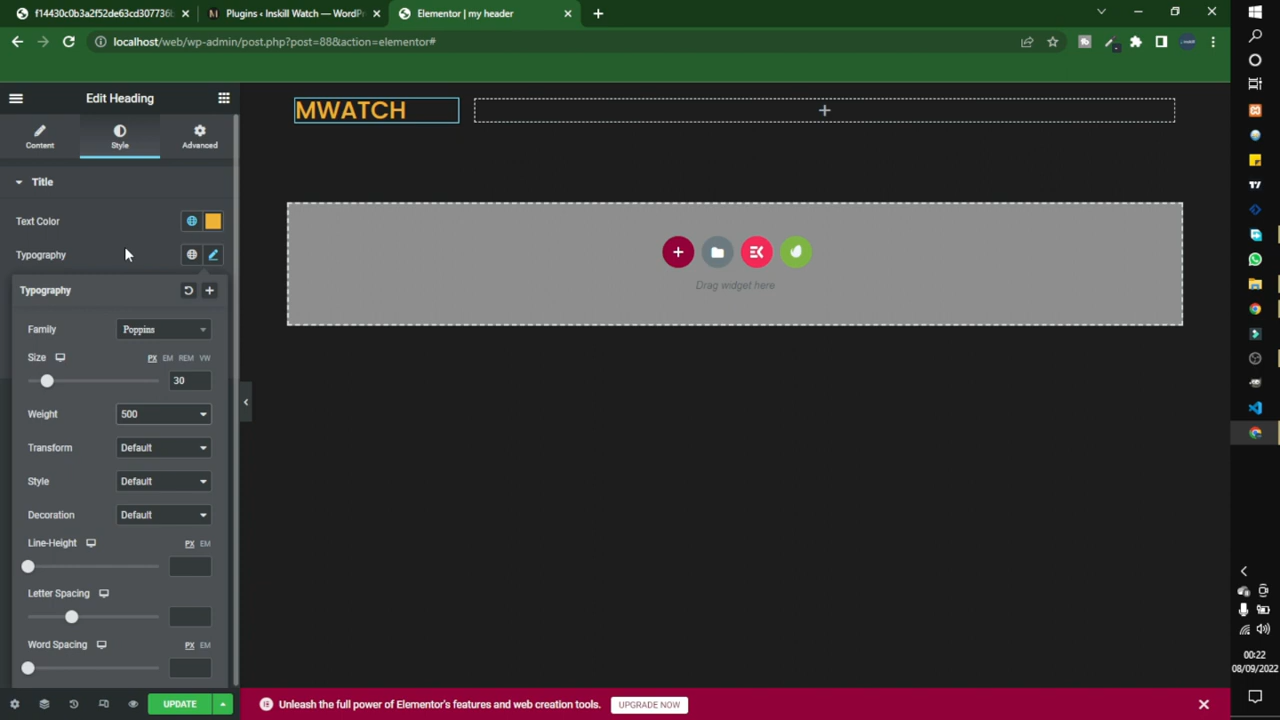 f14430c0b3a2f52de63cd307736b
Plugins ‹ Inskill Watch — WordPr
Elementor | my header
localhost/web/wp-admin/post.php?post=88&action=elementor#
Edit Heading
MWATCH
Content
Style
Advanced
Title
Text Color
Typography
Typography
Drag widget here
Family
Poppins
Size
PX EM REM VW
30
Weight
500
Transform
Default
Style
Default
Decoration
Default
Line-Height
PX EM
Letter Spacing
Word Spacing
PX EM
00:22
08/09/2022
UPDATE
Unleash the full power of Elementor's features and web creation tools.
UPGRADE NOW